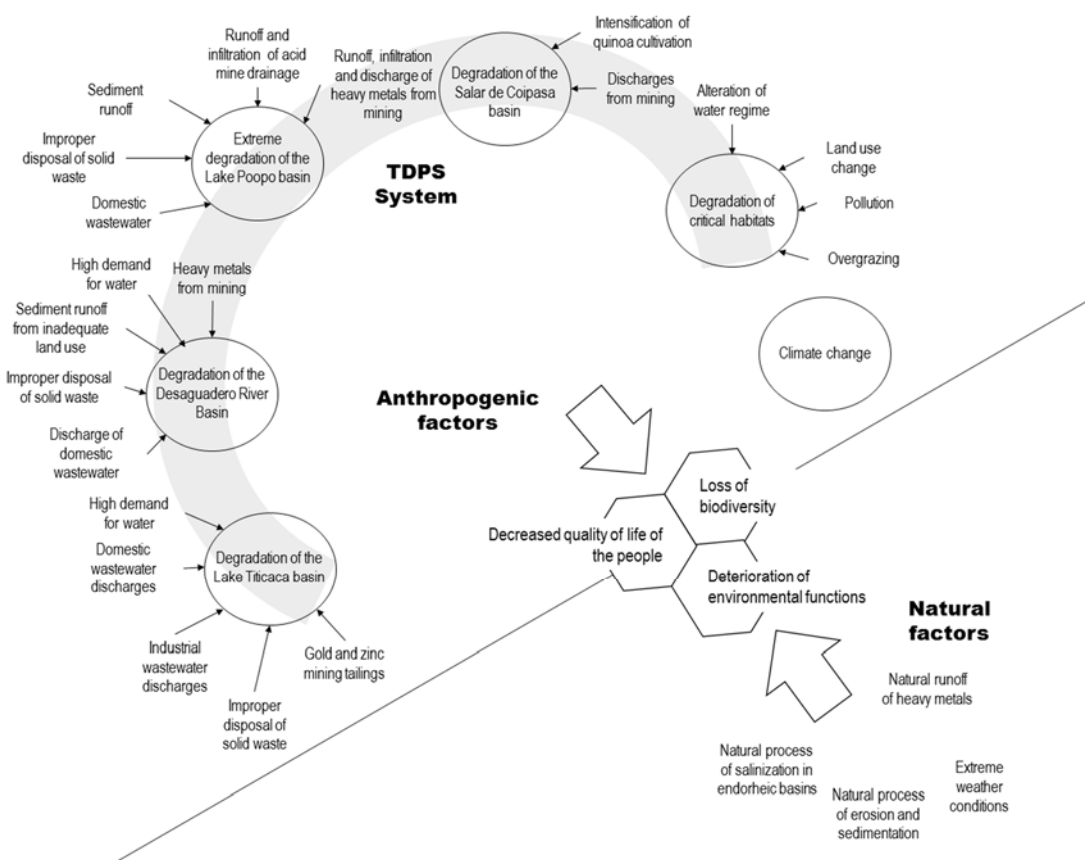 Runoff and
infiltration of acid
mine drainage
Runoff, infiltration
and discharge of
heavy metals from
mining
Sediment
runoff
Improper
disposal of solid
waste
Domestic
wastewater
Extreme
degradation of the
Lake Poopo basin
Intensification of
quinoa cultivation
Discharges
from mining
Degradation of the
Salar de Coipasa
basin
Alteration of
water regime
Land use
change
Pollution
Overgrazing
Degradation of
critical habitats
TDPS
System
High demand
for water
Heavy metals
from mining
Sediment runoff
from inadequate
land use
Improper disposal
of solid waste
Discharge of
domestic
wastewater
Degradation of the
Desaguadero River
Basin
Climate change
Anthropogenic
factors
High demand
for water
Domestic
wastewater
discharges
Industrial
wastewater
discharges
Improper
disposal of
solid waste
Gold and zinc
mining tailings
Degradation of the
Lake Titicaca basin
Loss of
biodiversity
Decreased quality of life of
the people
Deterioration of
environmental functions
Natural
factors
Natural runoff
of heavy metals
Natural process
of salinization in
endorheic basins
Natural process
of erosion and
sedimentation
Extreme
weather
conditions